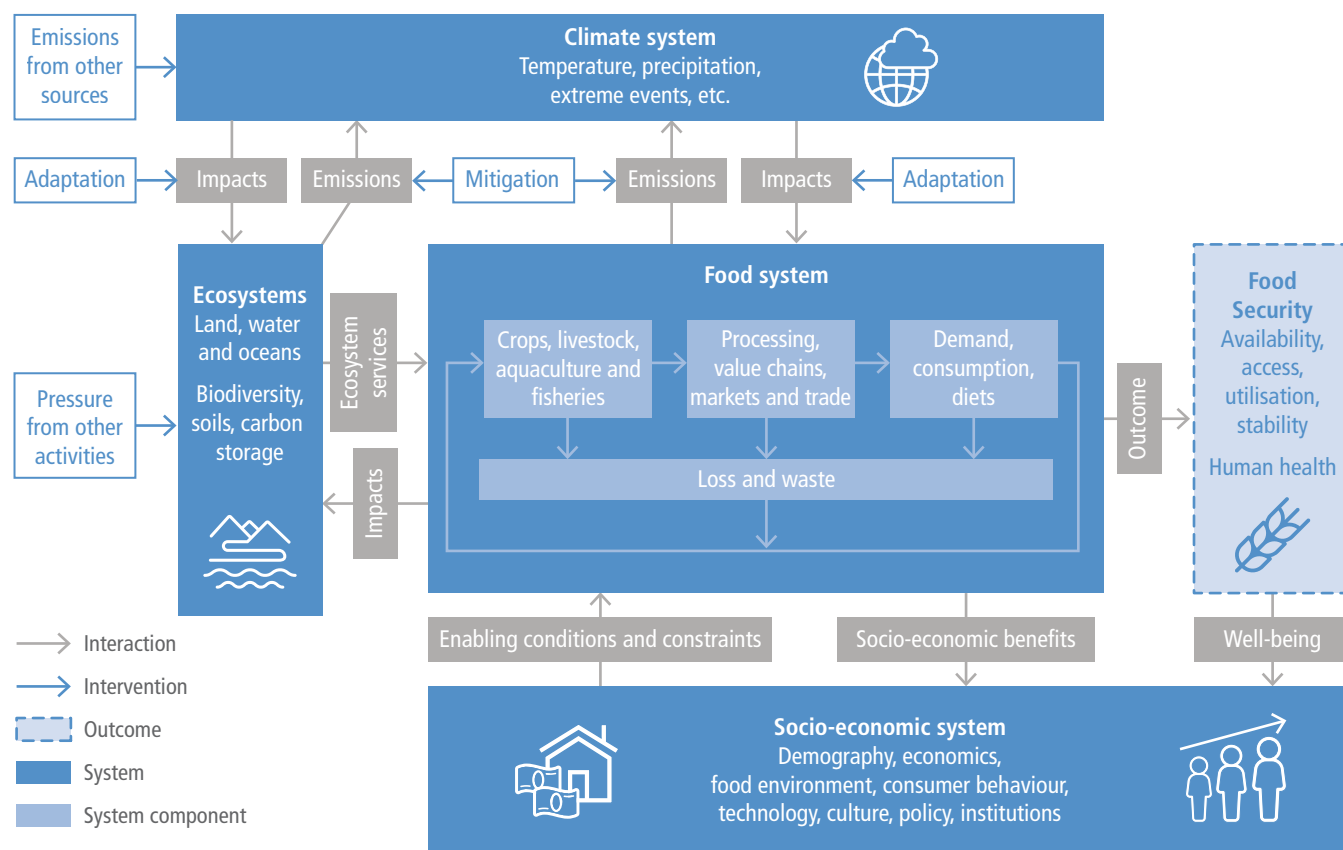 Emissions
from other
sources
Climate system
Temperature, precipitation,
extreme events, etc.
Adaptation
Impacts
Emissions
Mitigation
Emissions
Impacts
Adaptation
Ecosystems
Land, water
and oceans
Biodiversity,
soils, carbon
storage
Pressure
from other
activities
Ecosystem
services
Impacts
Food system
Crops, livestock,
aquaculture and
fisheries
Processing,
value chains,
markets and trade
Demand,
consumption,
diets
Loss and waste
Outcome
Food
Security
Availability,
access,
utilisation,
stability
Human health
Enabling conditions and constraints
Socio-economic benefits
Well-being
Socio-economic system
Demography, economics,
food environment, consumer behaviour,
technology, culture, policy, institutions
Interaction
Intervention
Outcome
System
System component